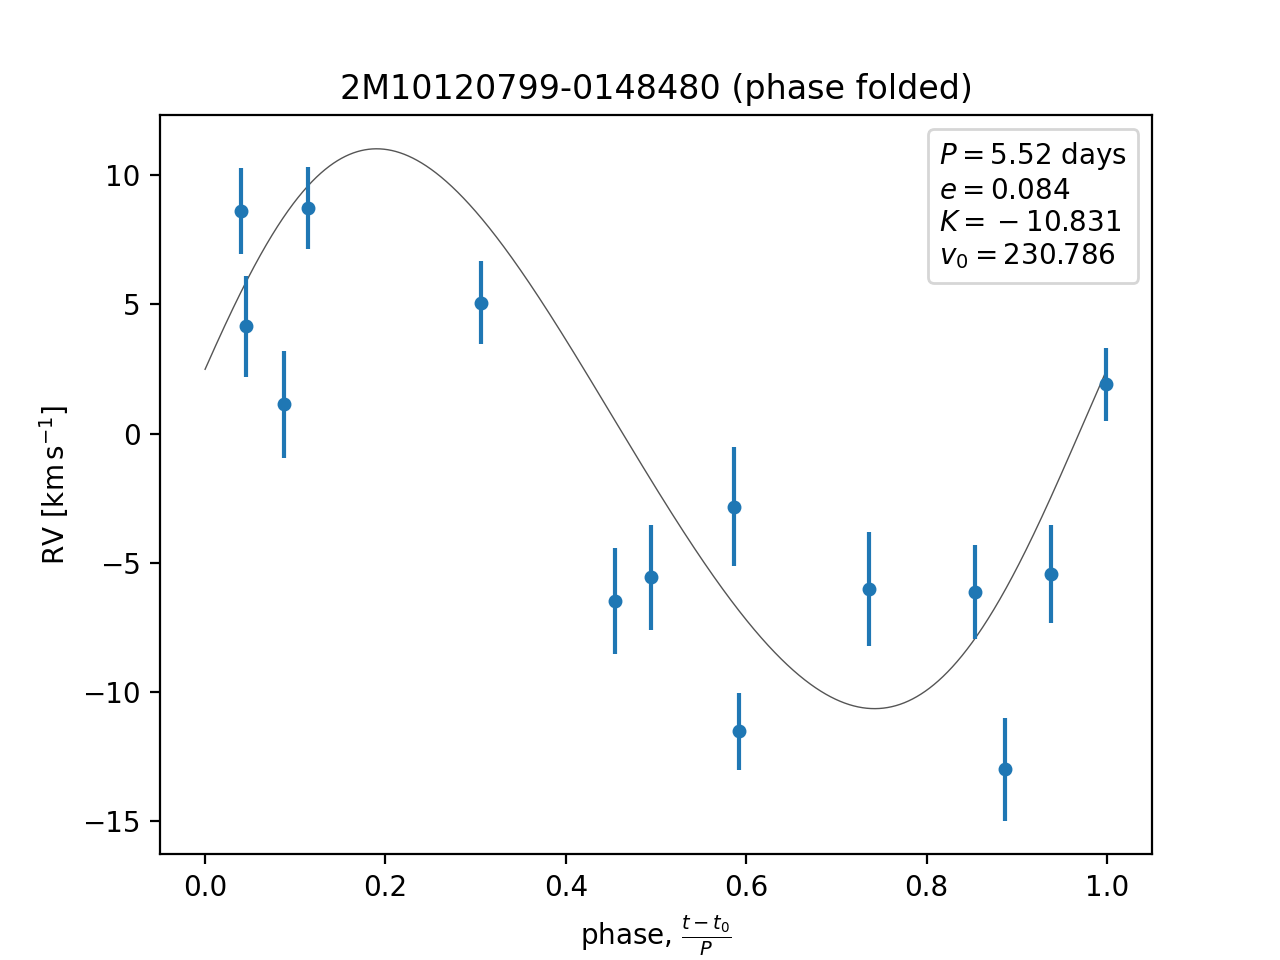 2M10120799-0148480 (phase folded)
P = 5.52 days
e = 0.084
K = −10.831
v₀ = 230.786
RV [km s⁻¹]
10
5
0
−5
−10
−15
0.0 0.2 0.4 0.6 0.8 1.0
phase, (t − t₀)/P